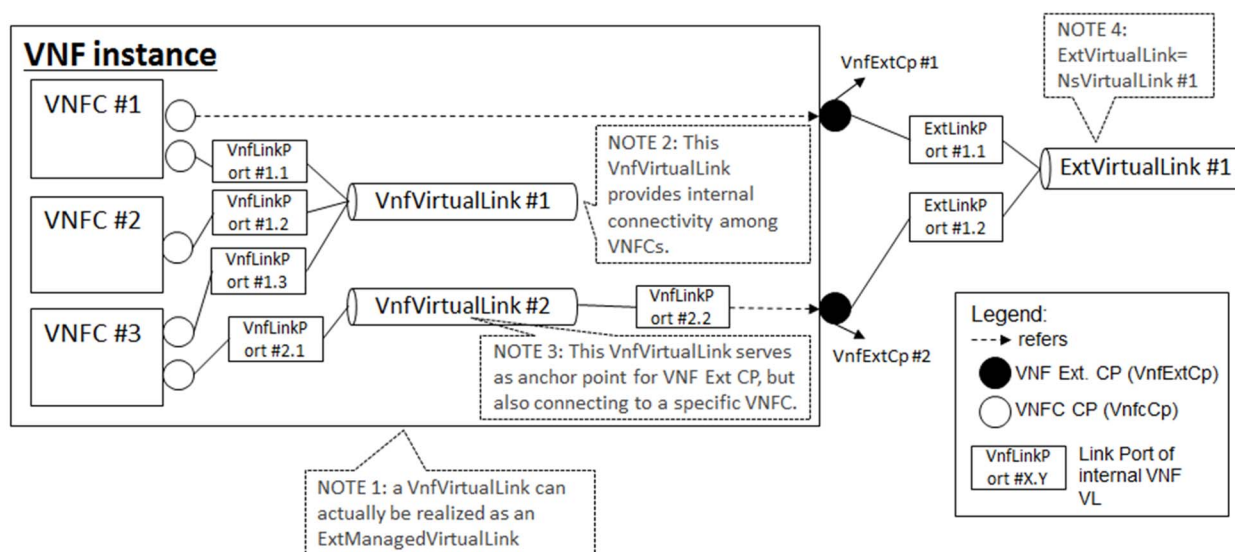 VNF instance
VNFC #1
VnfLinkP
ort #1.1
VNFC #2
VnfLinkP
ort #1.2
VnfLinkP
ort #1.3
VNFC #3
VnfLinkP
ort #2.1
VnfVirtualLink #1
VnfVirtualLink #2
VnfLinkP
ort #2.2
NOTE 2: This
VnfVirtualLink
provides internal
connectivity among
VNFCs.
NOTE 3: This VnfVirtualLink serves
as anchor point for VNF Ext CP, but
also connecting to a specific VNFC.
NOTE 1: a VnfVirtualLink can
actually be realized as an
ExtManagedVirtualLink
VnfExtCp #1
ExtLinkP
ort #1.1
ExtLinkP
ort #1.2
VnfExtCp #2
NOTE 4:
ExtVirtualLink=
NsVirtualLink #1
ExtVirtualLink #1
Legend:
refers
VNF Ext. CP (VnfExtCp)
VNFC CP (VnfcCp)
VnfLinkP
ort #X.Y
Link Port of
internal VNF
VL